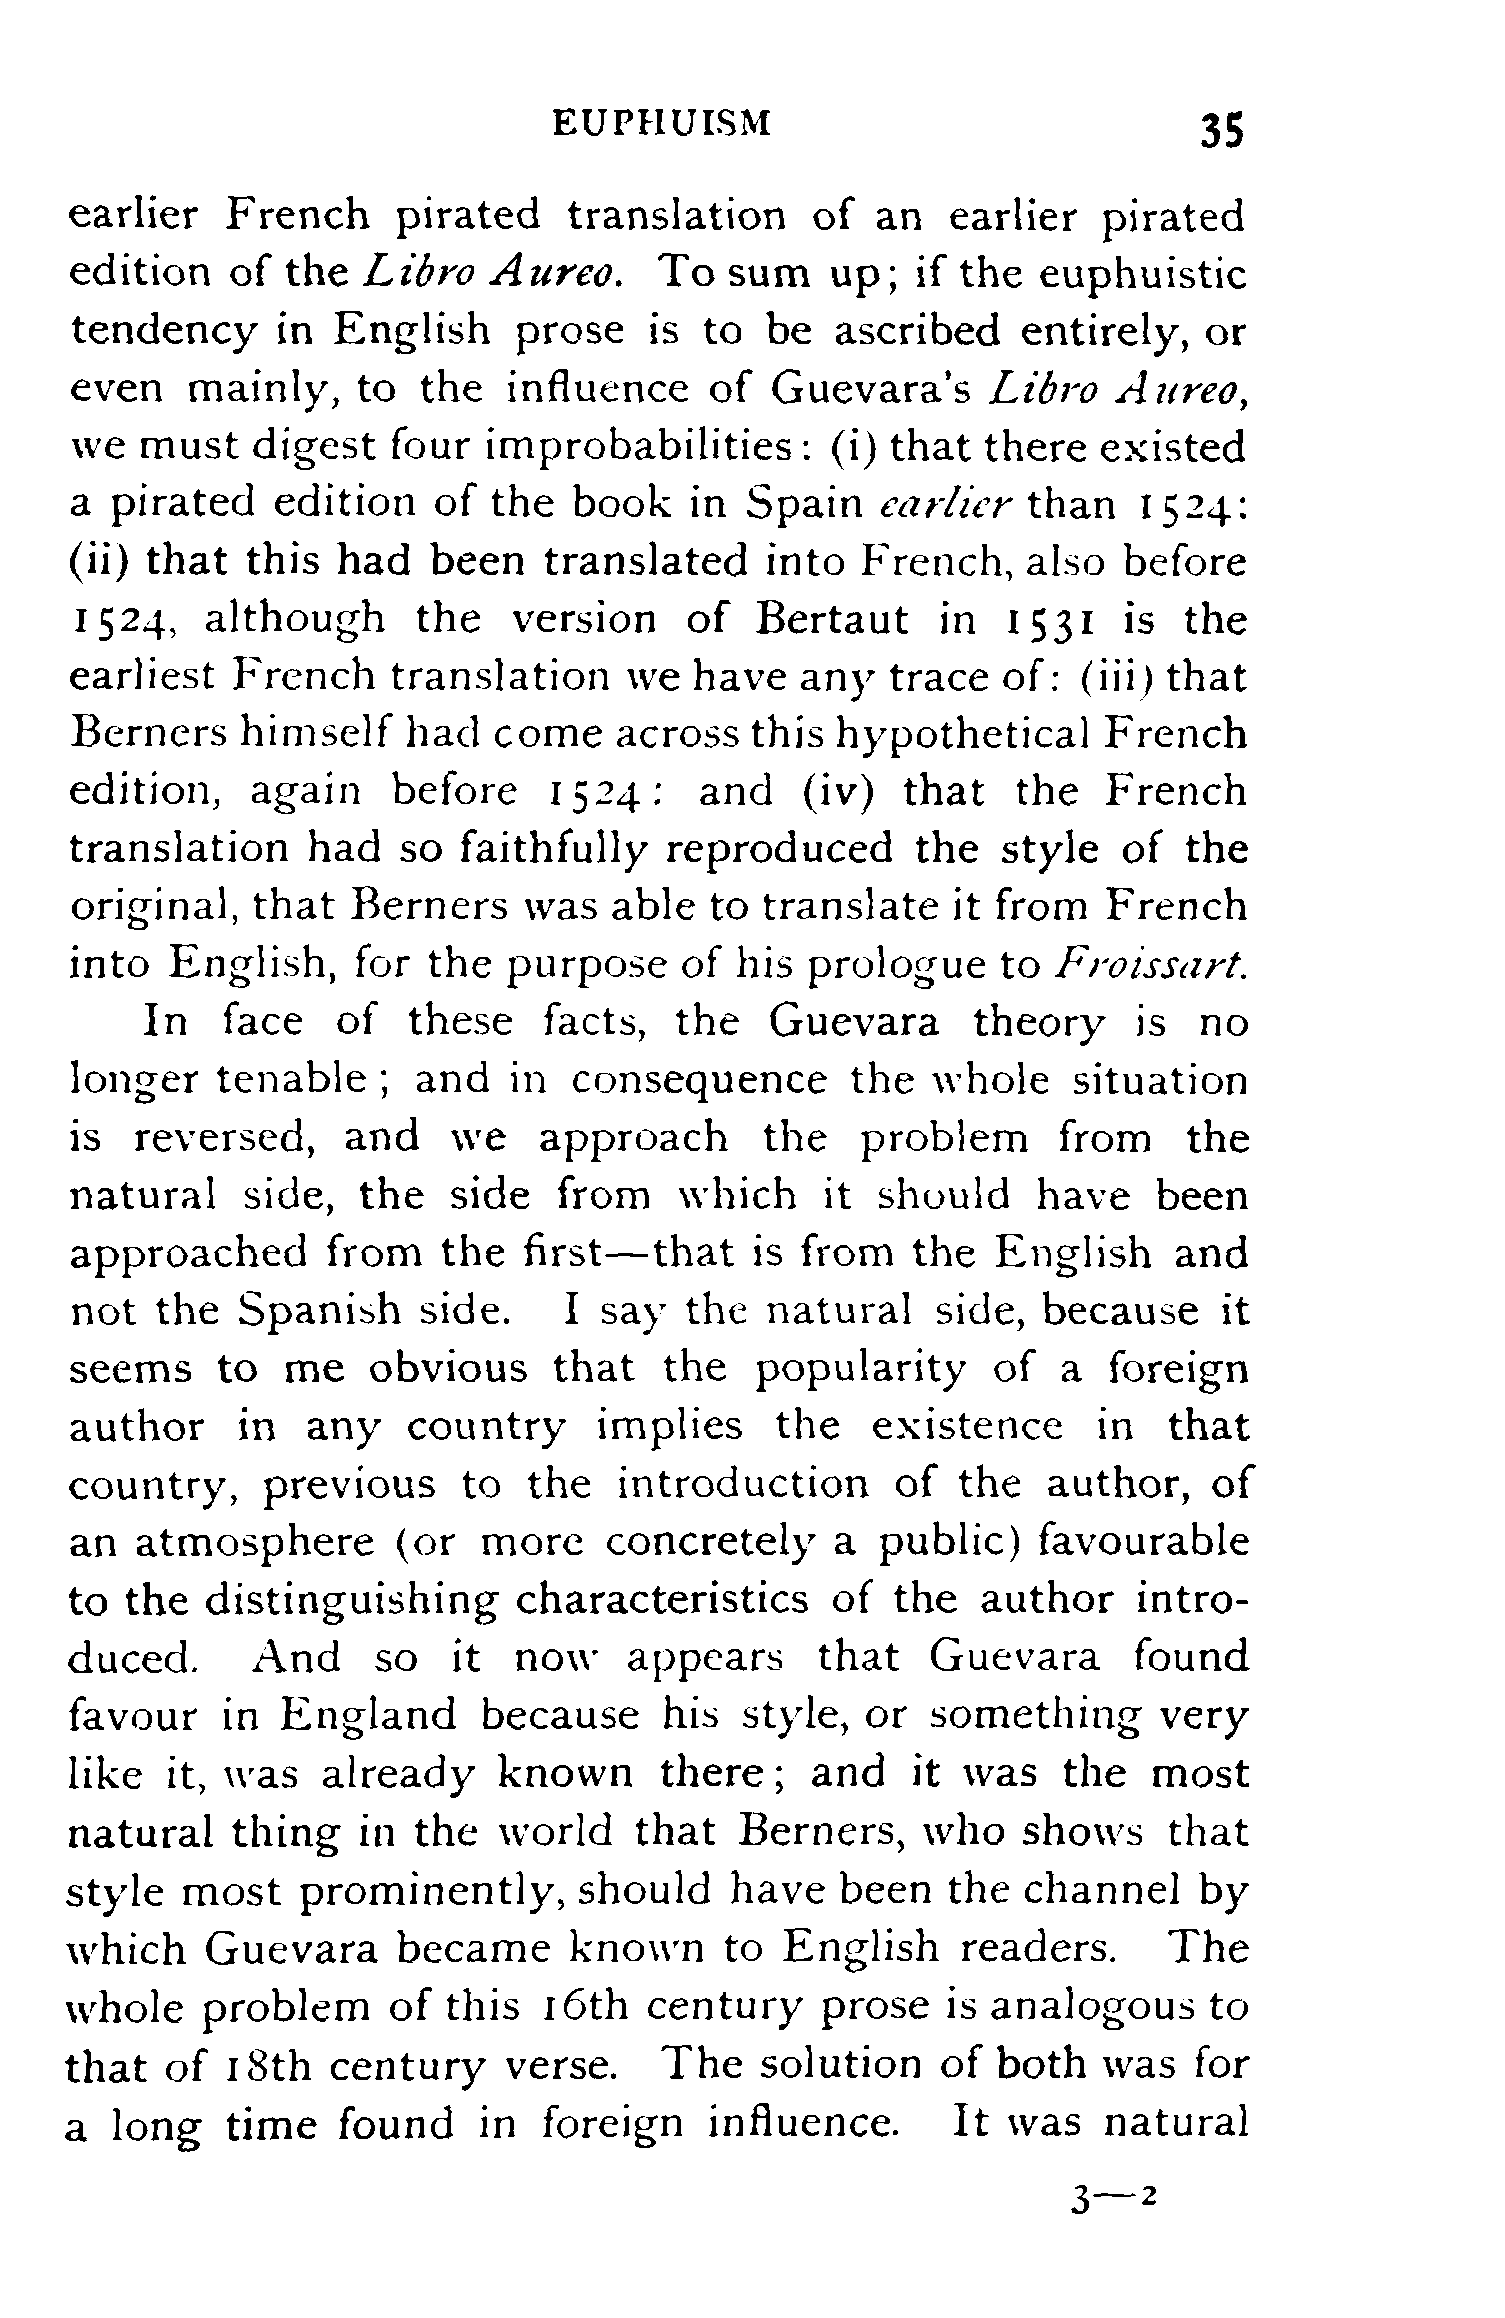 EUPHUISM 35
earlier French pirated translation of an earlier pirated
edition of the Libro Aureo. To sum up; if the euphuistic
tendency in English prose is to be ascribed entirely, or
even mainly, to the influence of Guevara's Libro Aureo,
we must digest four improbabilities: (i) that there existed
a pirated edition of the book in Spain earlier than 1524:
(ii) that this had been translated into French, also before
1524, although the version of Bertaut in 1531 is the
earliest French translation we have any trace of: (iii) that
Berners himself had come across this hypothetical French
edition, again before 1524: and (iv) that the French
translation had so faithfully reproduced the style of the
original, that Berners was able to translate it from French
into English, for the purpose of his prologue to Froissart.
In face of these facts, the Guevara theory is no
longer tenable; and in consequence the whole situation
is reversed, and we approach the problem from the
natural side, the side from which it should have been
approached from the first—that is from the English and
not the Spanish side. I say the natural side, because it
seems to me obvious that the popularity of a foreign
author in any country implies the existence in that
country, previous to the introduction of the author, of
an atmosphere (or more concretely a public) favourable
to the distinguishing characteristics of the author intro-
duced. And so it now appears that Guevara found
favour in England because his style, or something very
like it, was already known there; and it was the most
natural thing in the world that Berners, who shows that
style most prominently, should have been the channel by
which Guevara became known to English readers. The
whole problem of this 16th century prose is analogous to
that of 18th century verse. The solution of both was for
a long time found in foreign influence. It was natural
3—2